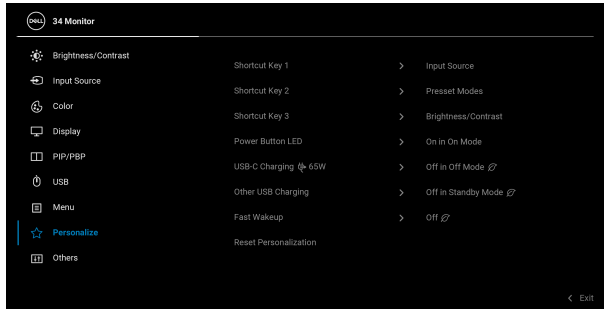 DELL 34 Monitor
Brightness/Contrast
Input Source
Color
Display
PIP/PBP
USB
Menu
Personalize
Others
Shortcut Key 1 > Input Source
Shortcut Key 2 > Presset Modes
Shortcut Key 3 > Brightness/Contrast
Power Button LED > On in On Mode
USB-C Charging 65W > Off in Off Mode
Other USB Charging > Off in Standby Mode
Fast Wakeup > Off
Reset Personalization
< Exit